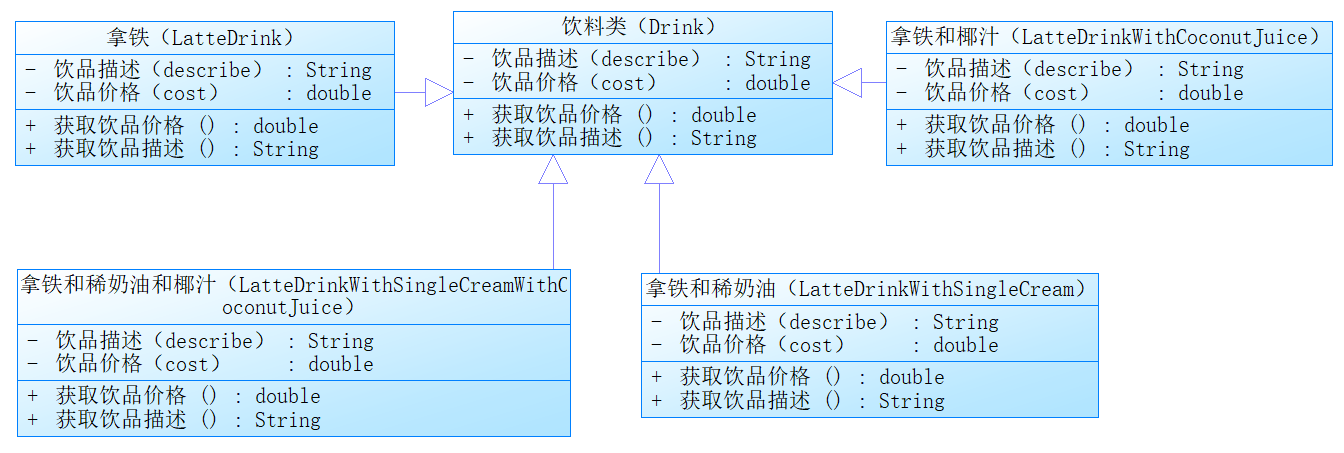 拿铁（LatteDrink）
- 饮品描述（describe） : String
- 饮品价格（cost） : double
+ 获取饮品价格 () : double
+ 获取饮品描述 () : String
饮料类（Drink）
- 饮品描述（describe） : String
- 饮品价格（cost） : double
+ 获取饮品价格 () : double
+ 获取饮品描述 () : String
拿铁和椰汁（LatteDrinkWithCoconutJuice）
- 饮品描述（describe） : String
- 饮品价格（cost） : double
+ 获取饮品价格 () : double
+ 获取饮品描述 () : String
拿铁和稀奶油和椰汁（LatteDrinkWithSingleCreamWithC
oconutJuice）
- 饮品描述（describe） : String
- 饮品价格（cost） : double
+ 获取饮品价格 () : double
+ 获取饮品描述 () : String
拿铁和稀奶油（LatteDrinkWithSingleCream）
- 饮品描述（describe） : String
- 饮品价格（cost） : double
+ 获取饮品价格 () : double
+ 获取饮品描述 () : String